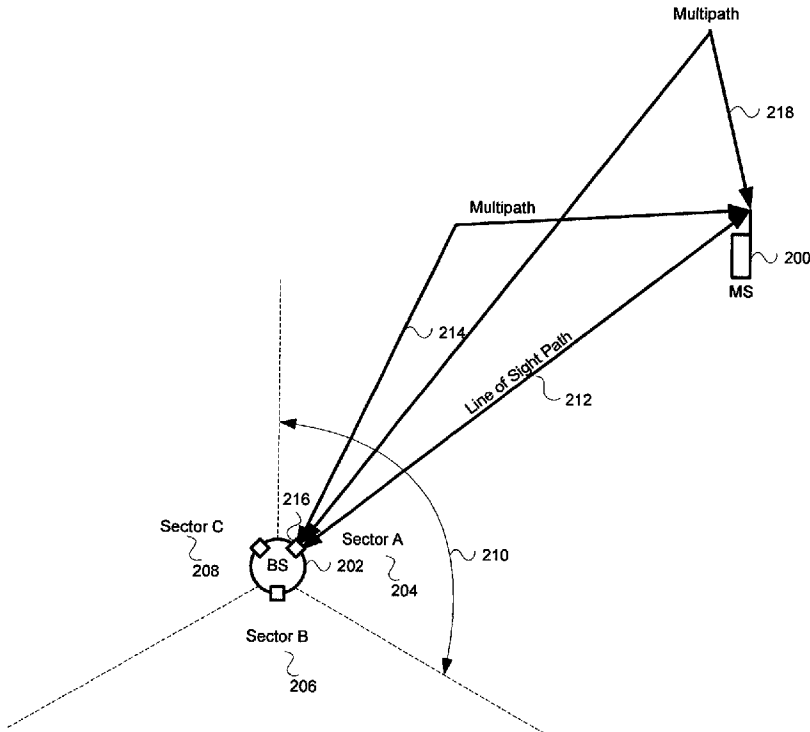 Multipath
218
Multipath
200
MS
214
Line of Sight Path
212
216
Sector C
Sector A
210
BS
202
208
204
Sector B
206